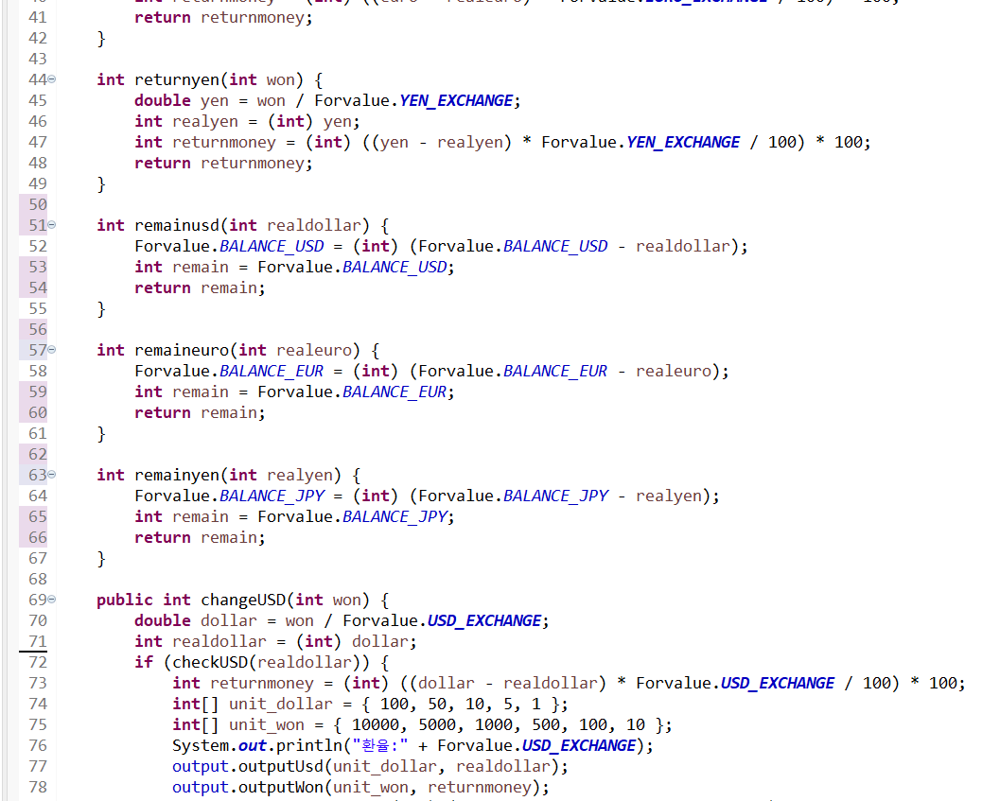 41 return returnmoney;
42 }
43
44 int returnyen(int won) {
45 double yen = won / Forvalue.YEN_EXCHANGE;
46 int realyen = (int) yen;
47 int returnmoney = (int) ((yen - realyen) * Forvalue.YEN_EXCHANGE / 100) * 100;
48 return returnmoney;
49 }
50
51 int remainusd(int realdollar) {
52 Forvalue.BALANCE_USD = (int) (Forvalue.BALANCE_USD - realdollar);
53 int remain = Forvalue.BALANCE_USD;
54 return remain;
55 }
56
57 int remaineuro(int realeuro) {
58 Forvalue.BALANCE_EUR = (int) (Forvalue.BALANCE_EUR - realeuro);
59 int remain = Forvalue.BALANCE_EUR;
60 return remain;
61 }
62
63 int remainyen(int realyen) {
64 Forvalue.BALANCE_JPY = (int) (Forvalue.BALANCE_JPY - realyen);
65 int remain = Forvalue.BALANCE_JPY;
66 return remain;
67 }
68
69 public int changeUSD(int won) {
70 double dollar = won / Forvalue.USD_EXCHANGE;
71 int realdollar = (int) dollar;
72 if (checkUSD(realdollar)) {
73 int returnmoney = (int) ((dollar - realdollar) * Forvalue.USD_EXCHANGE / 100) * 100;
74 int[] unit_dollar = { 100, 50, 10, 5, 1 };
75 int[] unit_won = { 10000, 5000, 1000, 500, 100, 10 };
76 System.out.println("환율:" + Forvalue.USD_EXCHANGE);
77 output.outputUsd(unit_dollar, realdollar);
78 output.outputWon(unit_won, returnmoney);